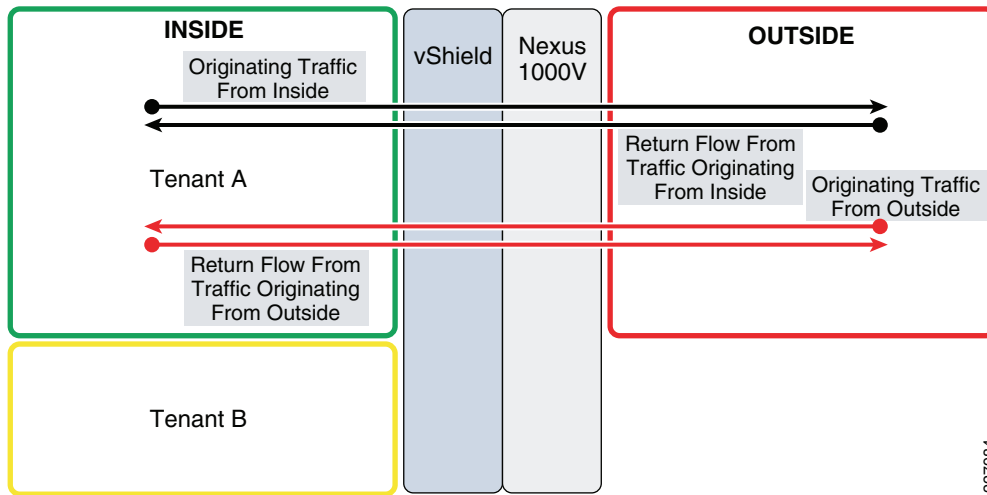 INSIDE
vShield
Nexus
1000V
OUTSIDE
Originating Traffic
From Inside
Return Flow From
Traffic Originating
From Inside
Tenant A
Originating Traffic
From Outside
Return Flow From
Traffic Originating
From Outside
Tenant B